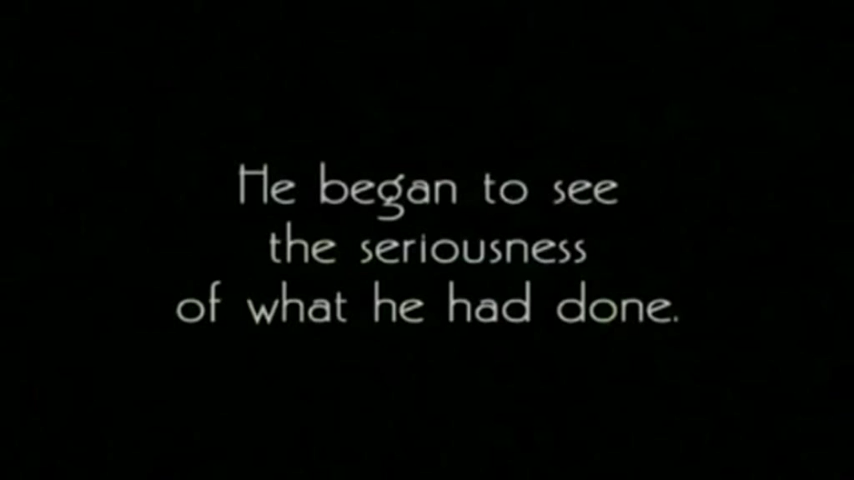 He began to see
the seriousness
of what he had done.